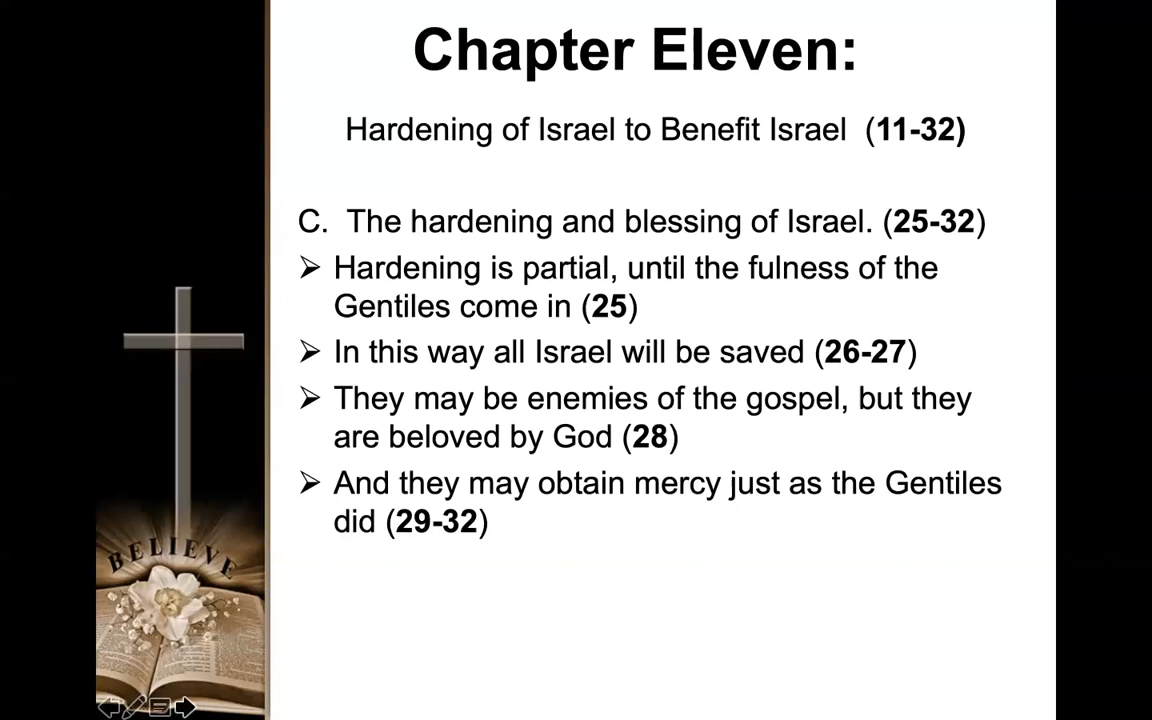 Chapter Eleven:
Hardening of Israel to Benefit Israel (11-32)
C. The hardening and blessing of Israel. (25-32)
➢ Hardening is partial, until the fulness of the
Gentiles come in (25)
➢ In this way all Israel will be saved (26-27)
➢ They may be enemies of the gospel, but they
are beloved by God (28)
➢ And they may obtain mercy just as the Gentiles
did (29-32)
BELIEVE